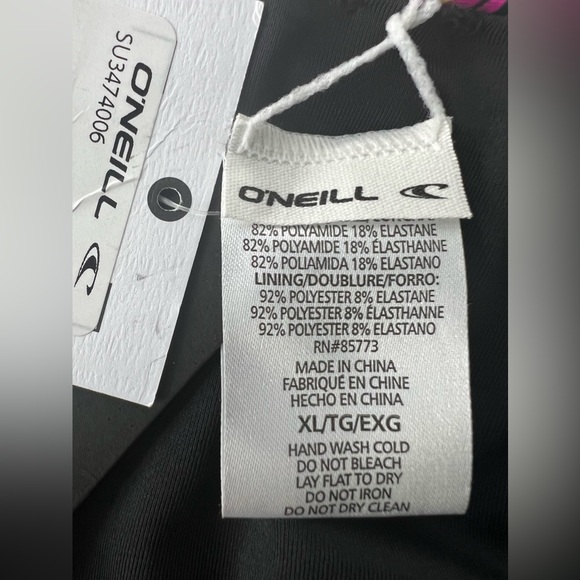 O'NEILL
SU3474006
O'NEILL
82% POLYAMIDE 18% ELASTANE
82% POLYAMIDE 18% ÉLASTHANNE
82% POLIAMIDA 18% ELASTANO
LINING/DOUBLURE/FORRO:
92% POLYESTER 8% ELASTANE
92% POLYESTER 8% ÉLASTHANNE
92% POLYESTER 8% ELASTANO
RN#85773
MADE IN CHINA
FABRIQUÉ EN CHINE
HECHO EN CHINA
XL/TG/EXG
HAND WASH COLD
DO NOT BLEACH
LAY FLAT TO DRY
DO NOT IRON
DO NOT DRY CLEAN